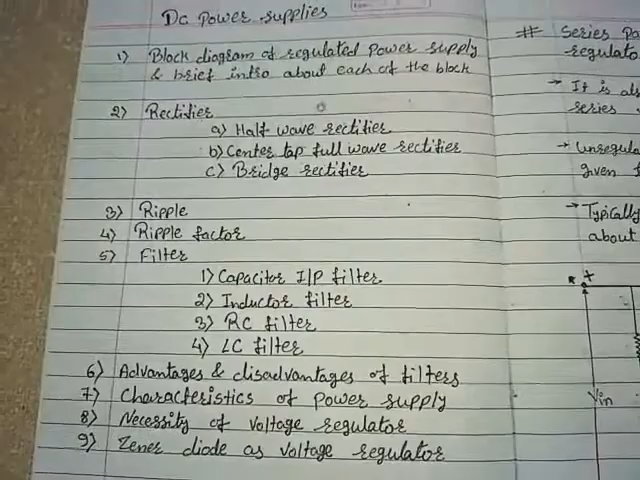 Dc Power supplies
1) Block diagram of regulated power supply
& brief intro about each of the block
2) Rectifier
a) Half wave rectifier
b) Center tap full wave rectifier
c) Bridge rectifier
3) Ripple
4) Ripple factor
5) Filter
1) Capacitor I/P filter
2) Inductor filter
3) RC filter
4) LC filter
6) Advantages & disadvantages of filters
7) Characteristics of power supply
8) Necessity of voltage regulator
9) Zener diode as voltage regulator
# Series Pa
regulato
→ It is als
series
→ Unregula
given
→ Typically
about
+
Vin